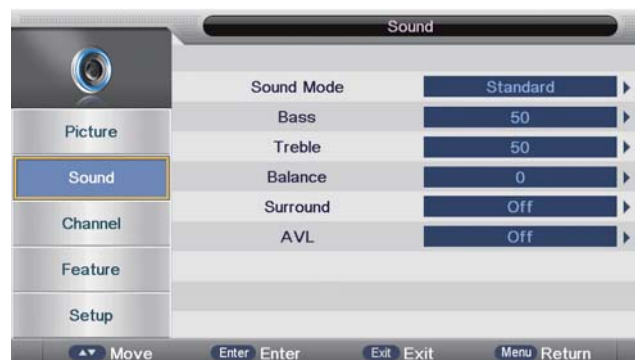 Sound
Sound Mode Standard
Bass 50
Treble 50
Balance 0
Surround Off
AVL Off
Picture
Sound
Channel
Feature
Setup
Move Enter Enter Exit Exit Menu Return